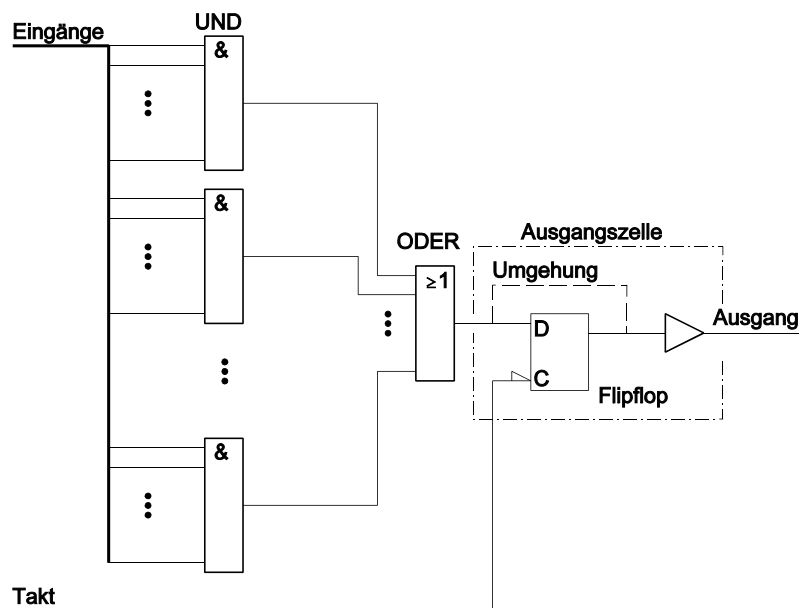 Eingänge
UND
&
&
ODER
≥1
Ausgangszelle
Umgehung
D
C
Flipflop
Ausgang
&
Takt